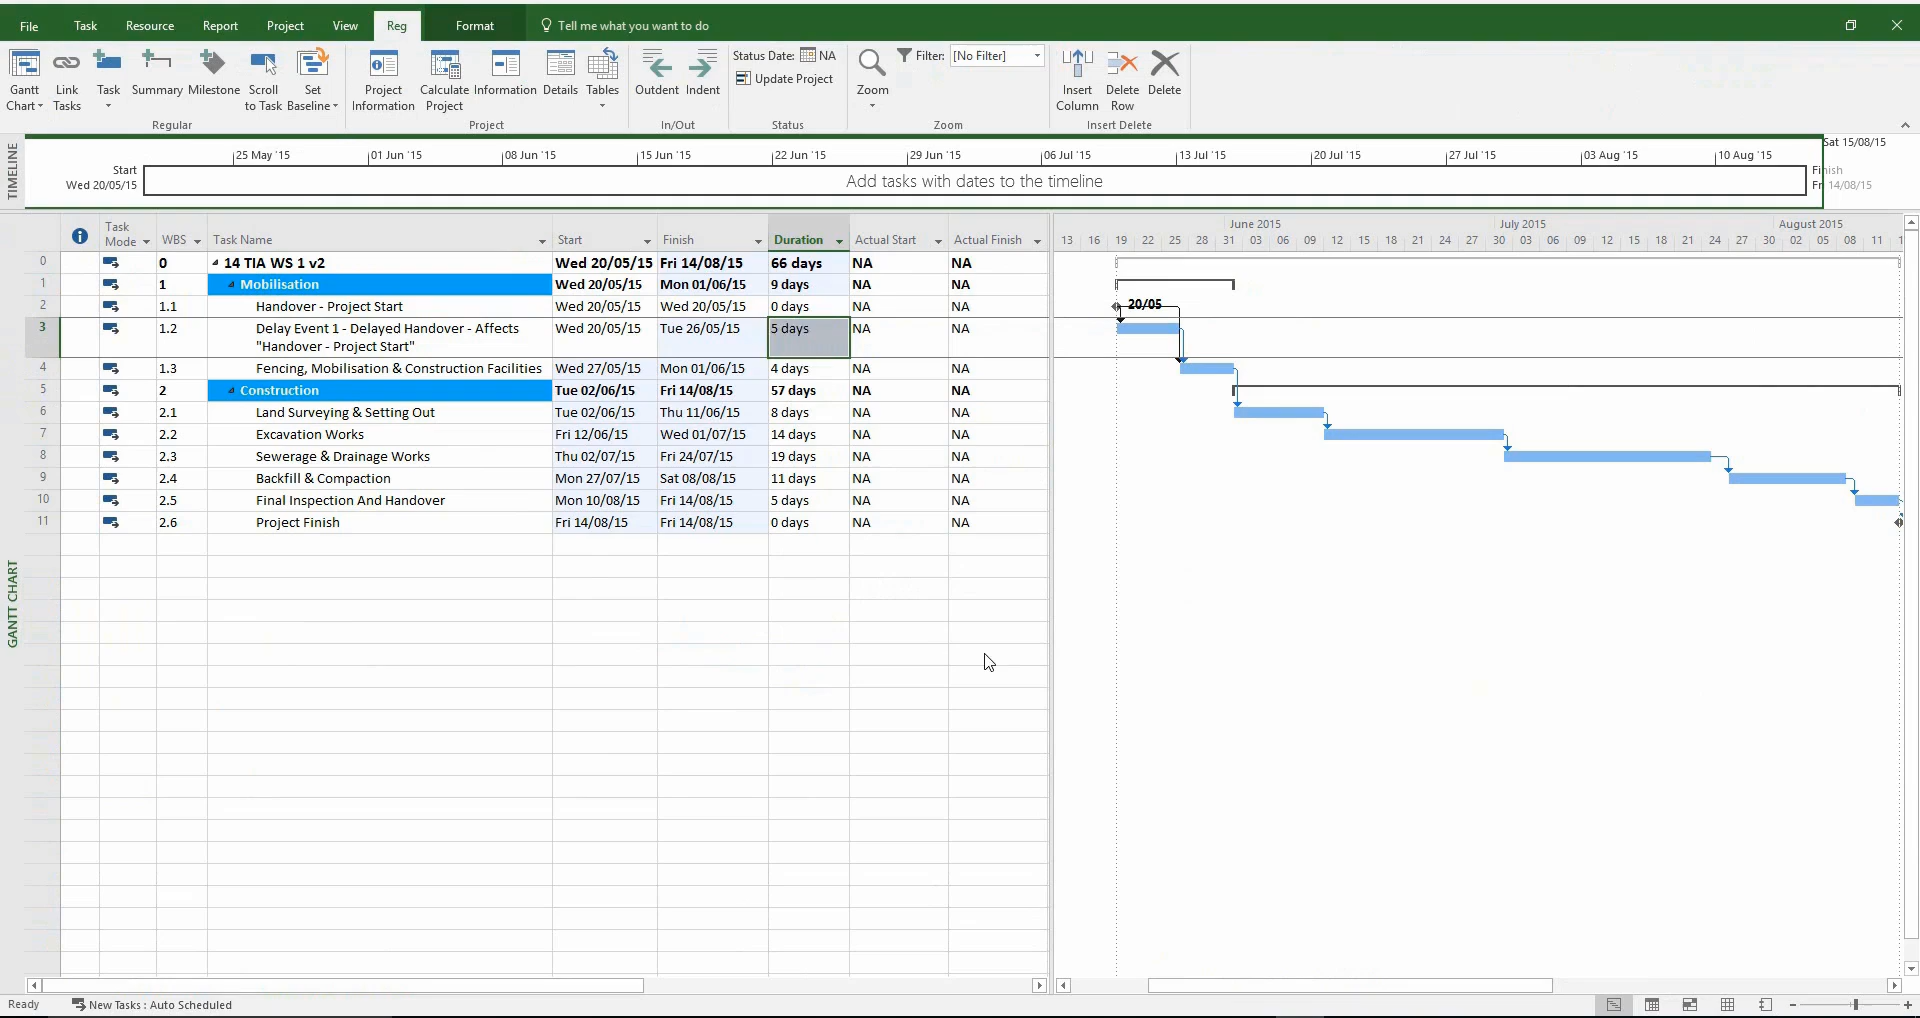 File Task Resource Report Project View Reg Format Tell me what you want to do
Gantt Chart
Link Tasks
Task
Summary
Milestone
Scroll to Task
Set Baseline
Regular
Project Information
Calculate Project
Information
Details
Tables
Project
Outdent
Indent
In/Out
Status Date: NA
Update Project
Status
Zoom
Filter: [No Filter]
Zoom
Insert Column
Delete Row
Delete
Insert Delete
TIMELINE
Start
Wed 20/05/15
25 May '15 01 Jun '15 08 Jun '15 15 Jun '15 22 Jun '15 29 Jun '15 06 Jul '15 13 Jul '15 20 Jul '15 27 Jul '15 03 Aug '15 10 Aug '15
Sat 15/08/15
Add tasks with dates to the timeline
Finish
Fri 14/08/15
GANTT CHART
Task Mode WBS Task Name Start Finish Duration Actual Start Actual Finish
0 0 14 TIA WS 1 v2 Wed 20/05/15 Fri 14/08/15 66 days NA NA
1 1 Mobilisation Wed 20/05/15 Mon 01/06/15 9 days NA NA
2 1.1 Handover - Project Start Wed 20/05/15 Wed 20/05/15 0 days NA NA
3 1.2 Delay Event 1 - Delayed Handover - Affects Wed 20/05/15 Tue 26/05/15 5 days NA NA
"Handover - Project Start"
4 1.3 Fencing, Mobilisation & Construction Facilities Wed 27/05/15 Mon 01/06/15 4 days NA NA
5 2 Construction Tue 02/06/15 Fri 14/08/15 57 days NA NA
6 2.1 Land Surveying & Setting Out Tue 02/06/15 Thu 11/06/15 8 days NA NA
7 2.2 Excavation Works Fri 12/06/15 Wed 01/07/15 14 days NA NA
8 2.3 Sewerage & Drainage Works Thu 02/07/15 Fri 24/07/15 19 days NA NA
9 2.4 Backfill & Compaction Mon 27/07/15 Sat 08/08/15 11 days NA NA
10 2.5 Final Inspection And Handover Mon 10/08/15 Fri 14/08/15 5 days NA NA
11 2.6 Project Finish Fri 14/08/15 Fri 14/08/15 0 days NA NA
June 2015 July 2015 August 2015
13 16 19 22 25 28 31 03 06 09 12 15 18 21 24 27 30 03 06 09 12 15 18 21 24 27 30 02 05 08 11 1
20/05
Ready New Tasks : Auto Scheduled